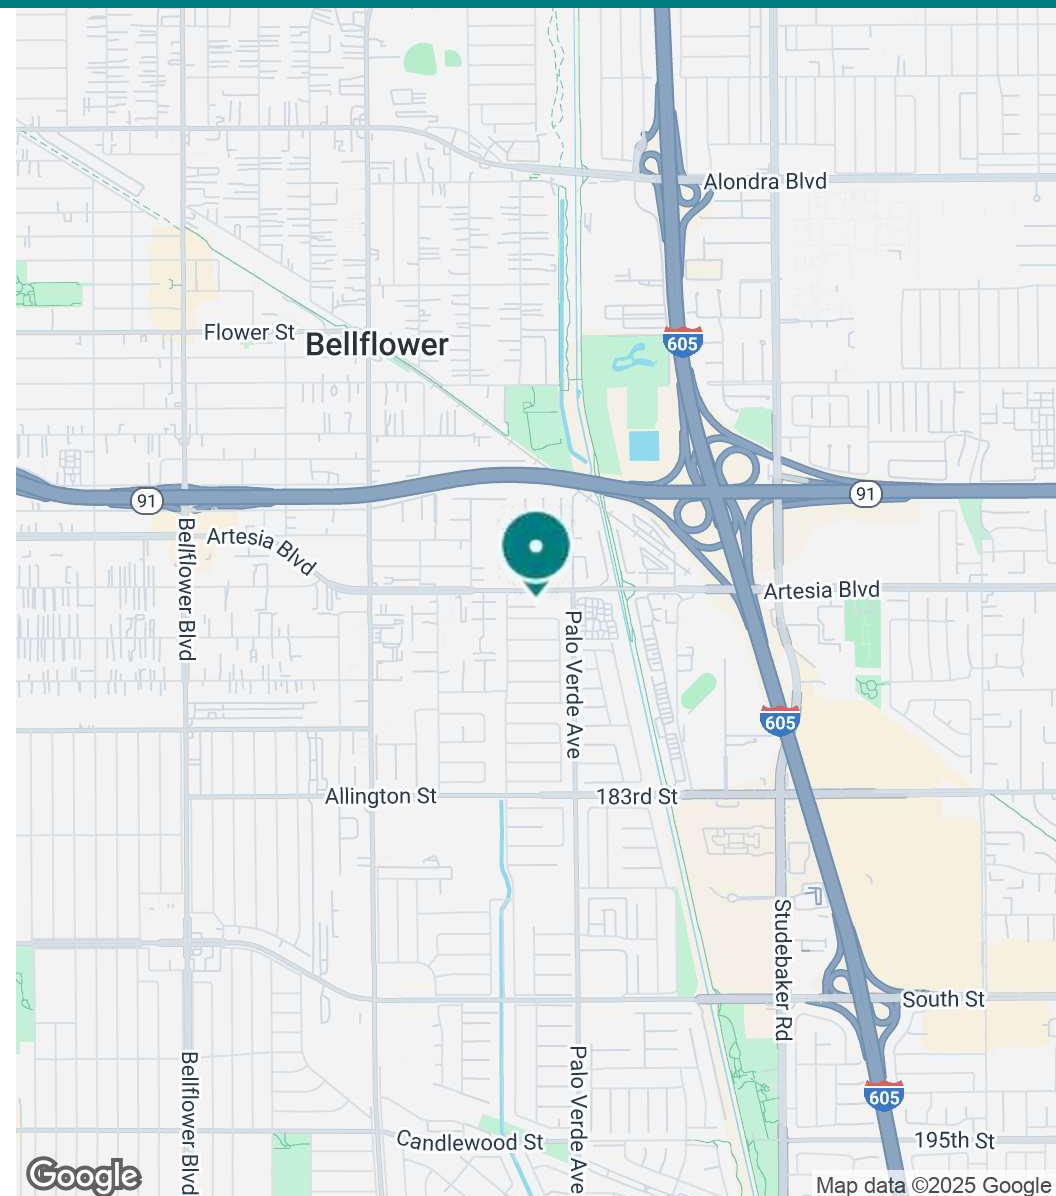 Alondra Blvd
Flower St
Bellflower
605
91
91
Bellflower Blvd
Artesia Blvd
Artesia Blvd
Palo Verde Ave
605
Allington St
183rd St
Studebaker Rd
South St
Bellflower Blvd
Palo Verde Ave
605
Candlewood St
195th St
Google
Map data ©2025 Google